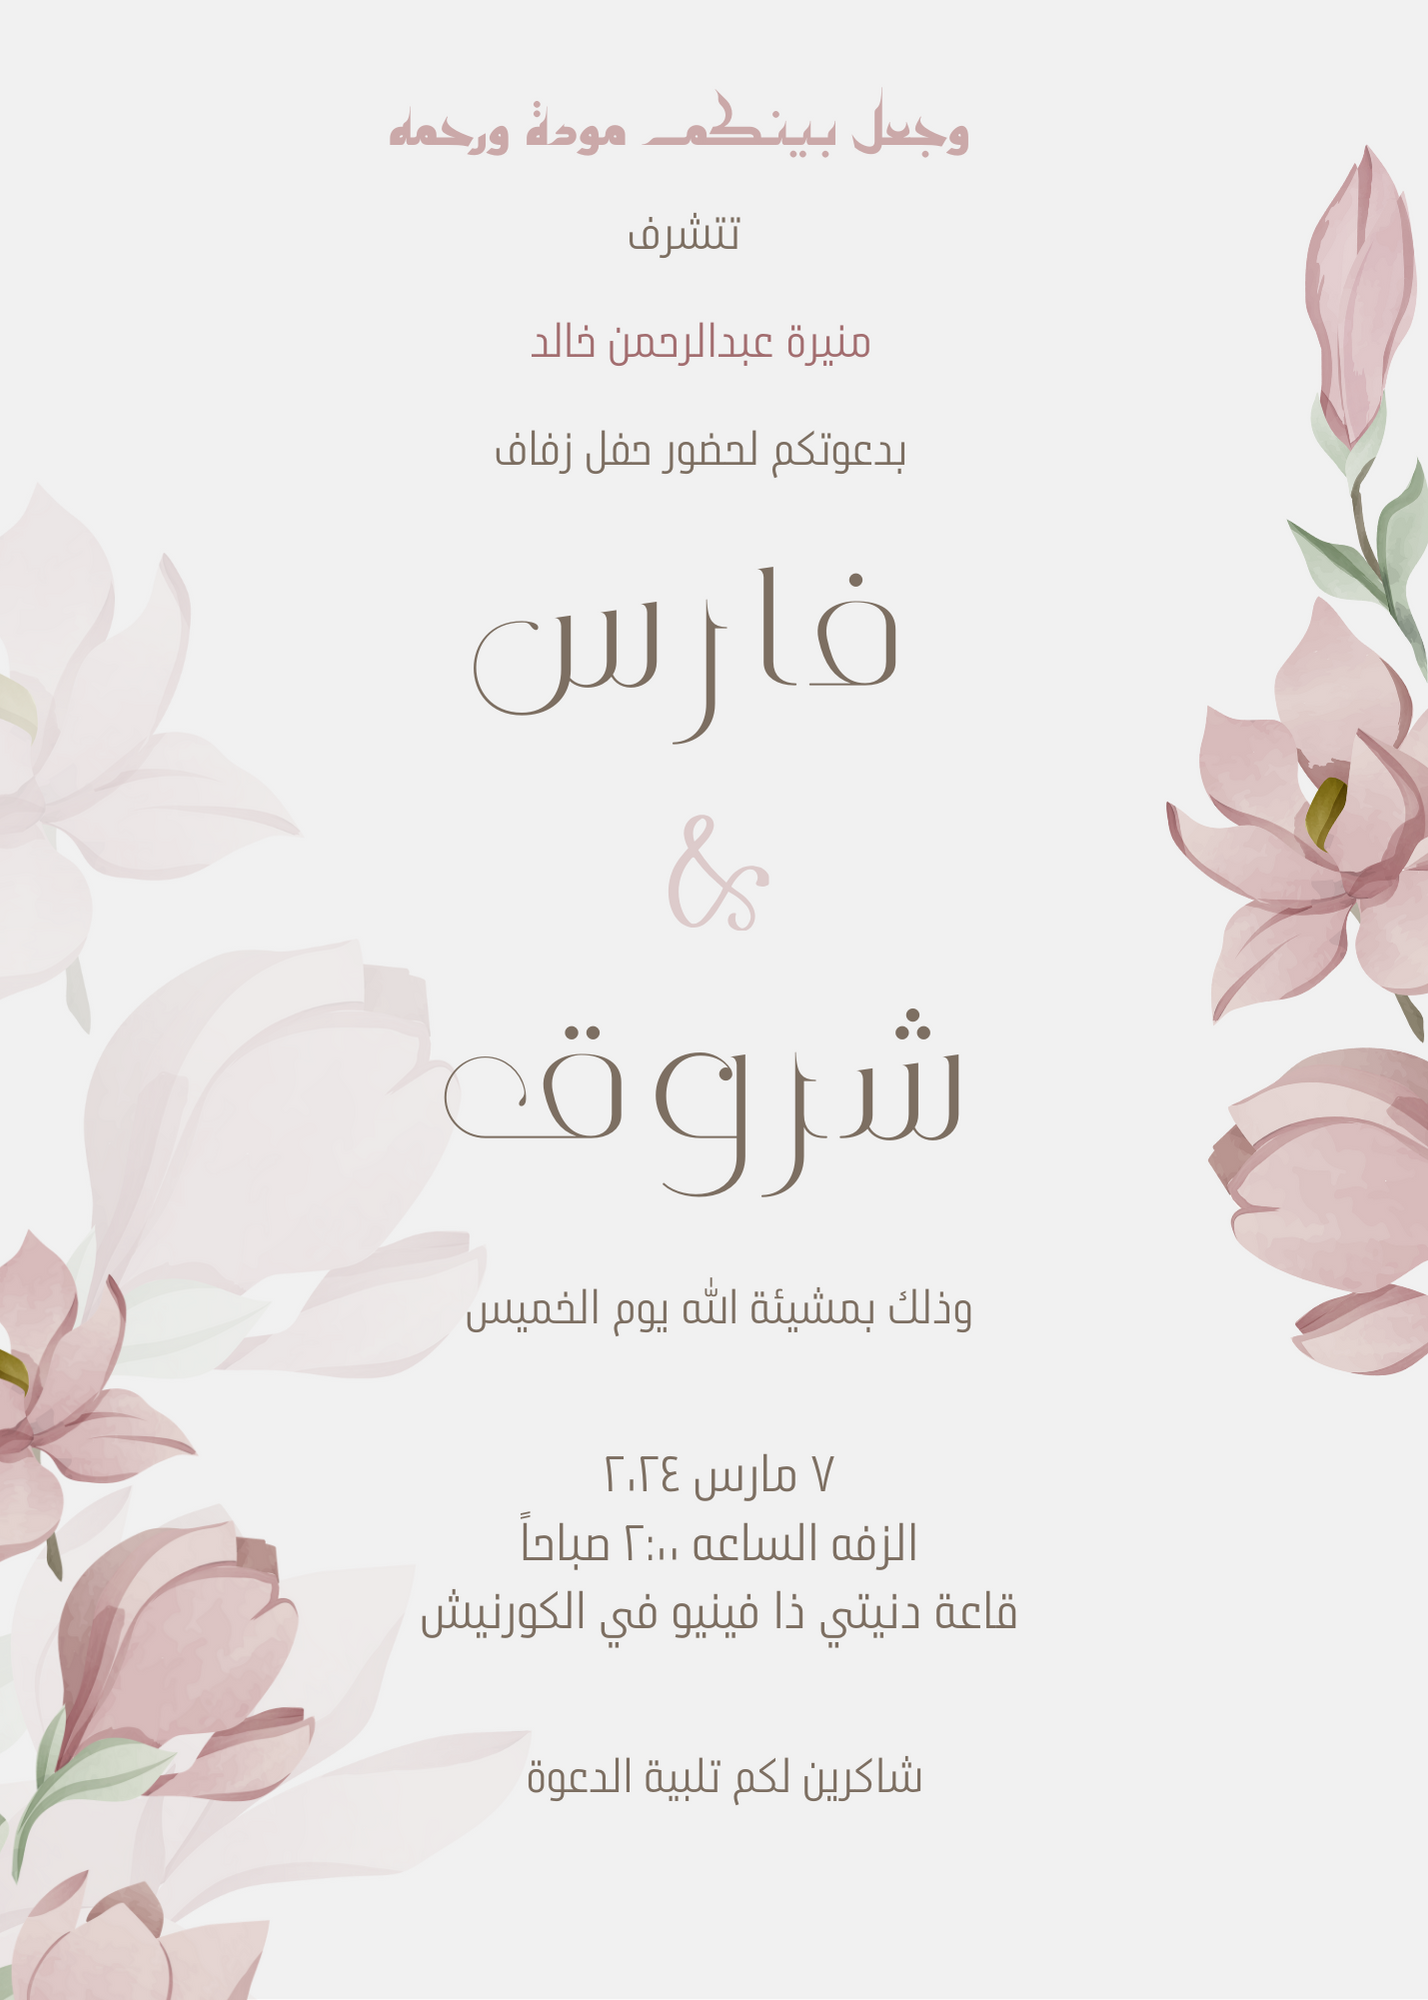 وجعل بينكم مودة ورحمه
تتشرف
منيرة عبدالرحمن خالد
بدعوتكم لحضور حفل زفاف
فارس
&
شروق
وذلك بمشيئة الله يوم الخميس
٧ مارس ٢٠٢٤
الزفه الساعه ٢:٠٠ صباحاً
قاعة دنيتي ذا فينيو في الكورنيش
شاكرين لكم تلبية الدعوة